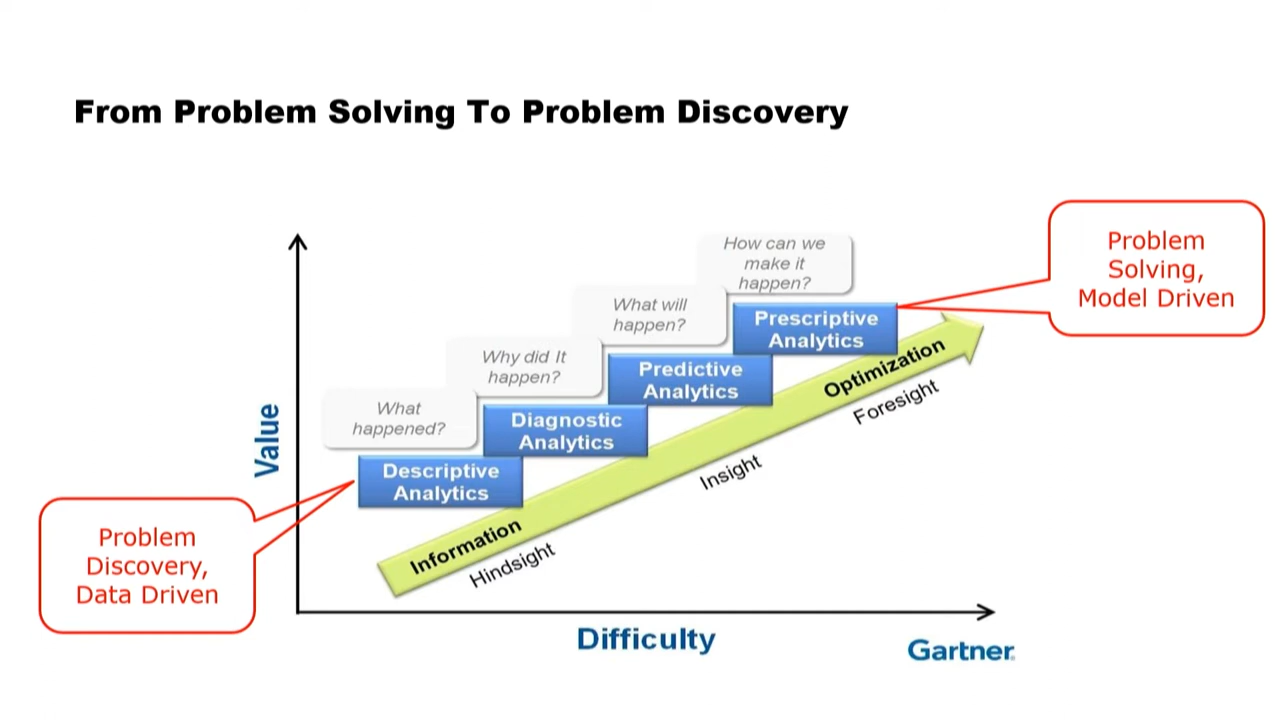 From Problem Solving To Problem Discovery
How can we
make it
happen?
Problem
Solving,
Model Driven
What will
happen?
Prescriptive
Analytics
Why did It
happen?
Predictive
Analytics
Optimization
Foresight
What
happened?
Diagnostic
Analytics
Insight
Value
Descriptive
Analytics
Information
Hindsight
Problem
Discovery,
Data Driven
Difficulty
Gartner